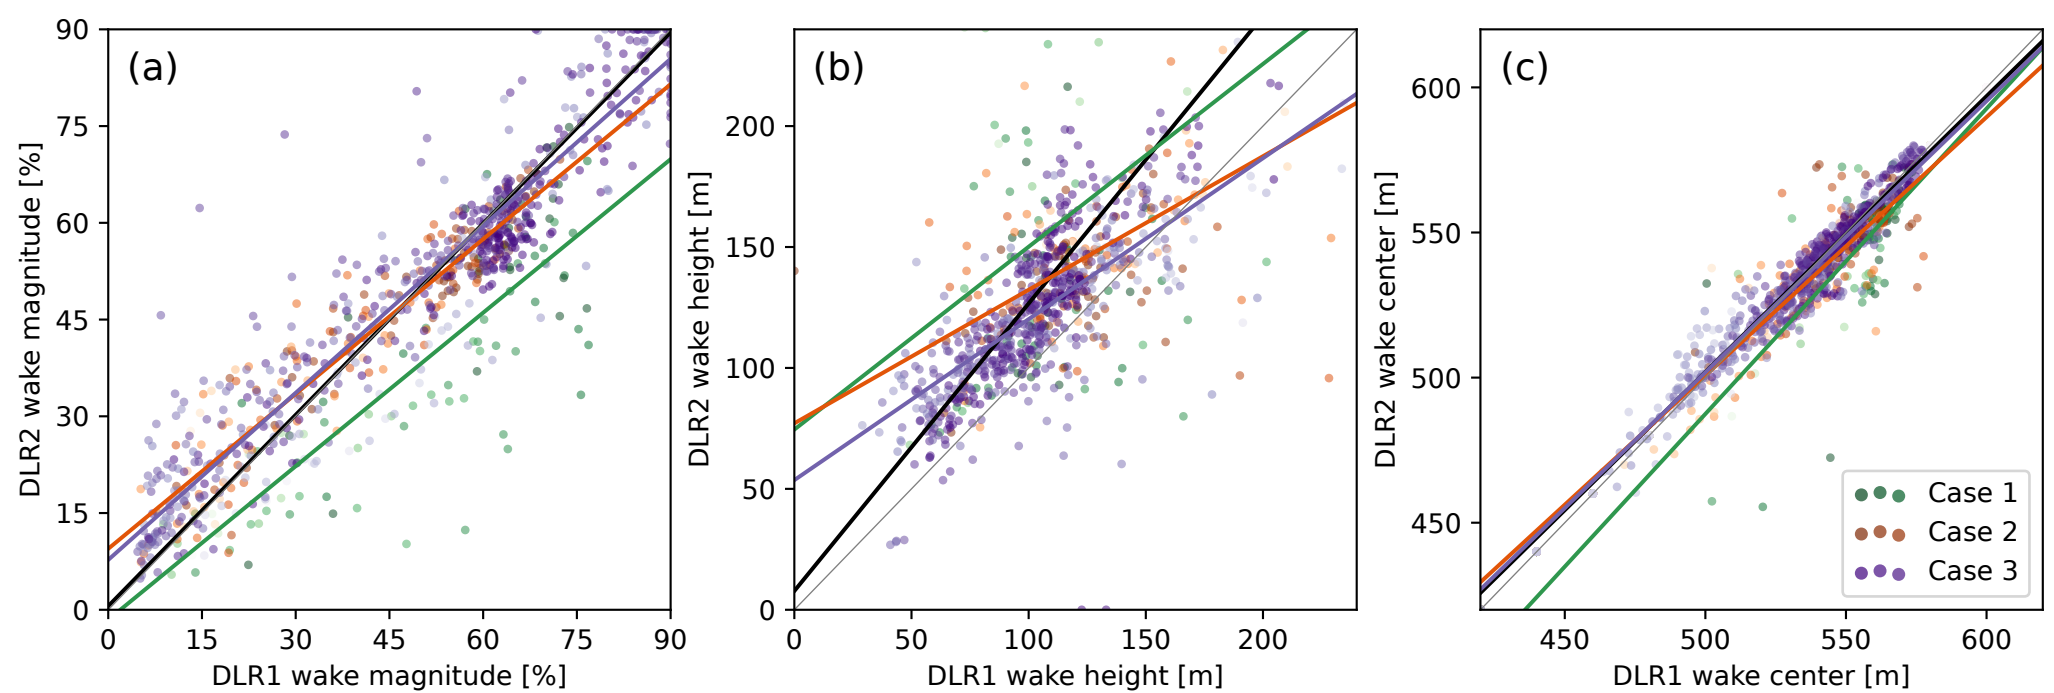 (a)
DLR2 wake magnitude [%]
90
75
60
45
30
15
0
0 15 30 45 60 75 90
DLR1 wake magnitude [%]
(b)
DLR2 wake height [m]
200
150
100
50
0
0 50 100 150 200
DLR1 wake height [m]
(c)
DLR2 wake center [m]
600
550
500
450
450 500 550 600
DLR1 wake center [m]
Case 1
Case 2
Case 3